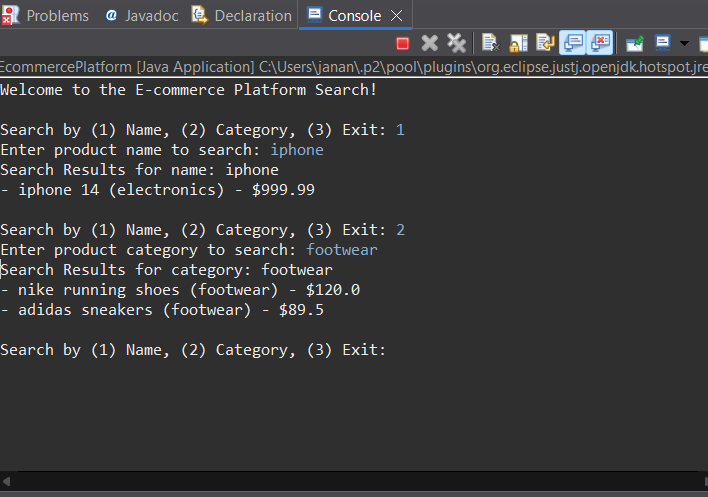 Problems @ Javadoc Declaration Console
EcommercePlatform [Java Application] C:\Users\janan\.p2\pool\plugins\org.eclipse.justj.openjdk.hotspot.jre
Welcome to the E-commerce Platform Search!
Search by (1) Name, (2) Category, (3) Exit: 1
Enter product name to search: iphone
Search Results for name: iphone
- iphone 14 (electronics) - $999.99
Search by (1) Name, (2) Category, (3) Exit: 2
Enter product category to search: footwear
Search Results for category: footwear
- nike running shoes (footwear) - $120.0
- adidas sneakers (footwear) - $89.5
Search by (1) Name, (2) Category, (3) Exit: